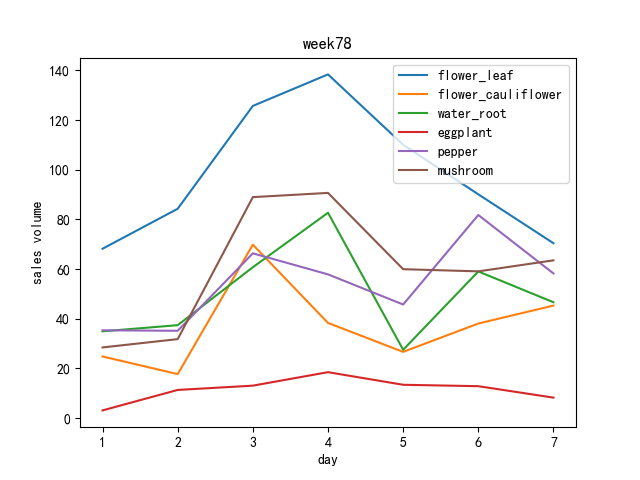 week78
sales volume
140
120
100
80
60
40
20
0
1 2 3 4 5 6 7
day
flower_leaf
flower_cauliflower
water_root
eggplant
pepper
mushroom